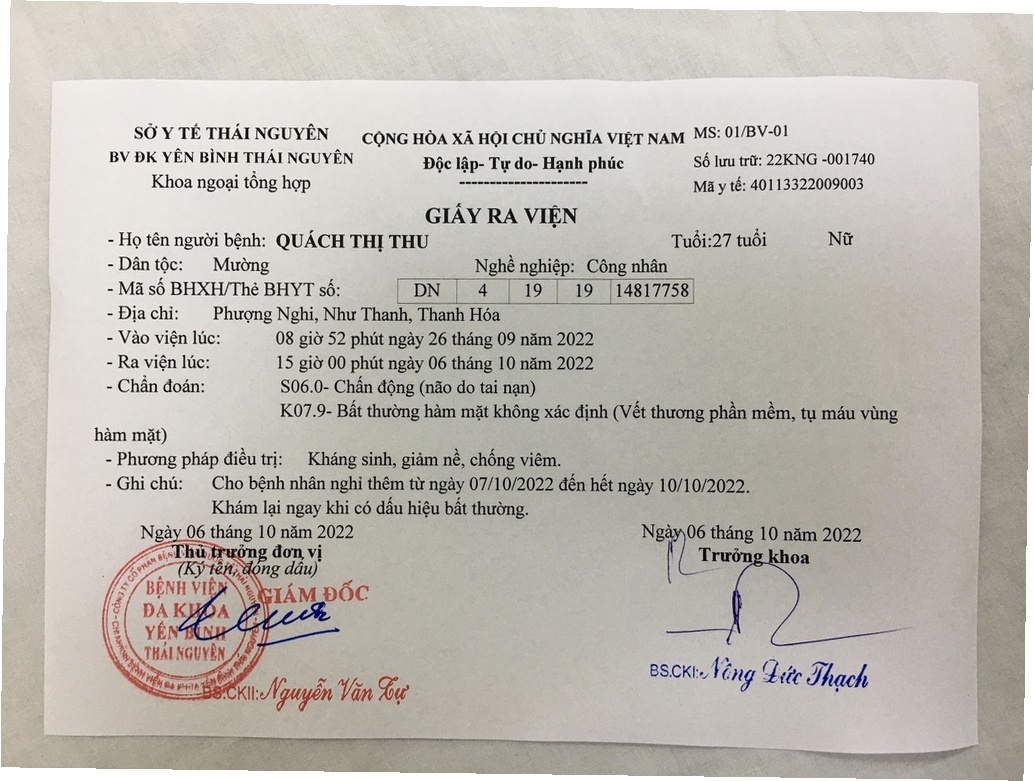 SỞ Y TẾ THÁI NGUYÊN
BV ĐK YÊN BÌNH THÁI NGUYÊN
Khoa ngoại tổng hợp
CỘNG HÒA XÃ HỘI CHỦ NGHĨA VIỆT NAM
Độc lập- Tự do- Hạnh phúc
---------------------
MS: 01/BV-01
Số lưu trữ: 22KNG -001740
Mã y tế: 40113322009003
GIẤY RA VIỆN
- Họ tên người bệnh: QUÁCH THỊ THU Tuổi:27 tuổi Nữ
- Dân tộc: Mường Nghề nghiệp: Công nhân
- Mã số BHXH/Thẻ BHYT số: DN 4 19 19 14817758
- Địa chỉ: Phượng Nghi, Như Thanh, Thanh Hóa
- Vào viện lúc: 08 giờ 52 phút ngày 26 tháng 09 năm 2022
- Ra viện lúc: 15 giờ 00 phút ngày 06 tháng 10 năm 2022
- Chẩn đoán: S06.0- Chấn động (não do tai nạn)
K07.9- Bất thường hàm mặt không xác định (Vết thương phần mềm, tụ máu vùng
hàm mặt)
- Phương pháp điều trị: Kháng sinh, giảm nề, chống viêm.
- Ghi chú: Cho bệnh nhân nghỉ thêm từ ngày 07/10/2022 đến hết ngày 10/10/2022.
Khám lại ngay khi có dấu hiệu bất thường.
Ngày 06 tháng 10 năm 2022
Thủ trưởng đơn vị
(Ký tên, đóng dấu)
GIÁM ĐỐC
BỆNH VIỆN
ĐA KHOA
YÊN BÌNH
THÁI NGUYÊN
BS.CKII: Nguyễn Văn Tự
Ngày 06 tháng 10 năm 2022
Trưởng khoa
BS.CKI: Nông Đức Thạch